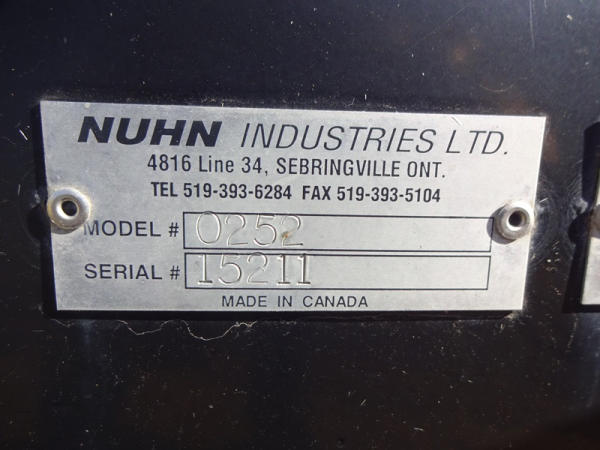 NUHN INDUSTRIES LTD.
4816 Line 34, SEBRINGVILLE ONT.
TEL 519-393-6284 FAX 519-393-5104
MODEL # 0252
SERIAL # 15211
MADE IN CANADA